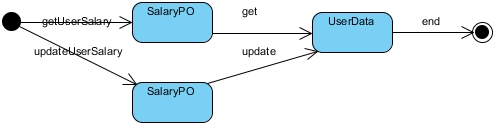 getUserSalary
SalaryPO
get
UserData
end
updateUserSalary
update
SalaryPO